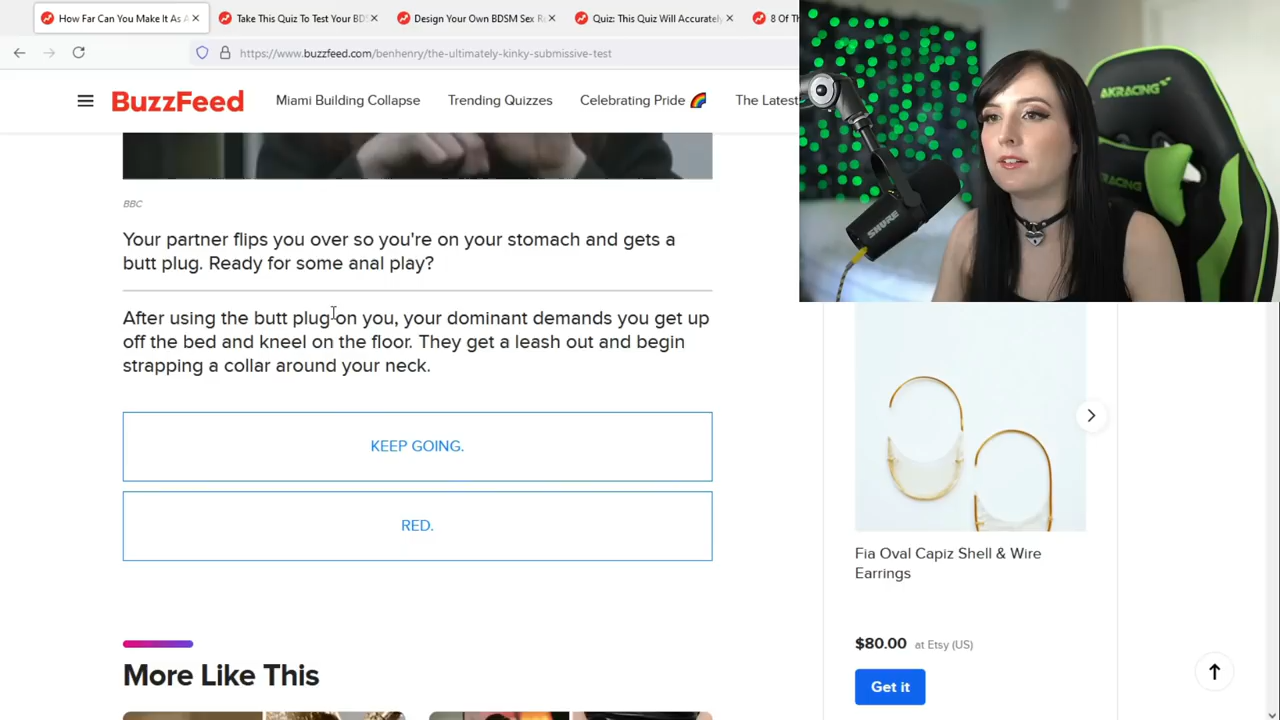 How Far Can You Make It As A
Take This Quiz To Test Your BD
Design Your Own BDSM Sex R
Quiz: This Quiz Will Accurately
8 Of Th
https://www.buzzfeed.com/benhenry/the-ultimately-kinky-submissive-test
BuzzFeed
Miami Building Collapse
Trending Quizzes
Celebrating Pride 🌈
The Latest
AKRACING
RACING
SHURE
BBC
Your partner flips you over so you're on your stomach and gets a
butt plug. Ready for some anal play?
After using the butt plug on you, your dominant demands you get up
off the bed and kneel on the floor. They get a leash out and begin
strapping a collar around your neck.
KEEP GOING.
RED.
Fia Oval Capiz Shell & Wire
Earrings
$80.00 at Etsy (US)
Get it
More Like This